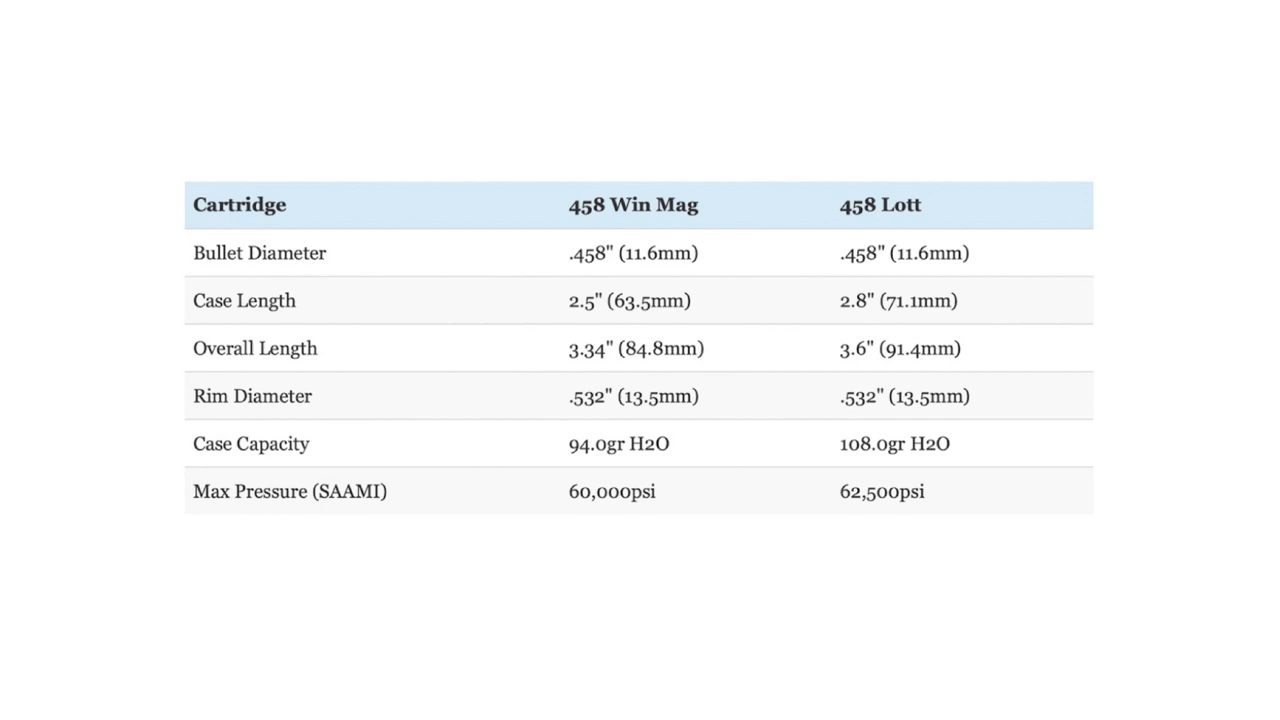 Cartridge 458 Win Mag 458 Lott
Bullet Diameter .458" (11.6mm) .458" (11.6mm)
Case Length 2.5" (63.5mm) 2.8" (71.1mm)
Overall Length 3.34" (84.8mm) 3.6" (91.4mm)
Rim Diameter .532" (13.5mm) .532" (13.5mm)
Case Capacity 94.0gr H2O 108.0gr H2O
Max Pressure (SAAMI) 60,000psi 62,500psi